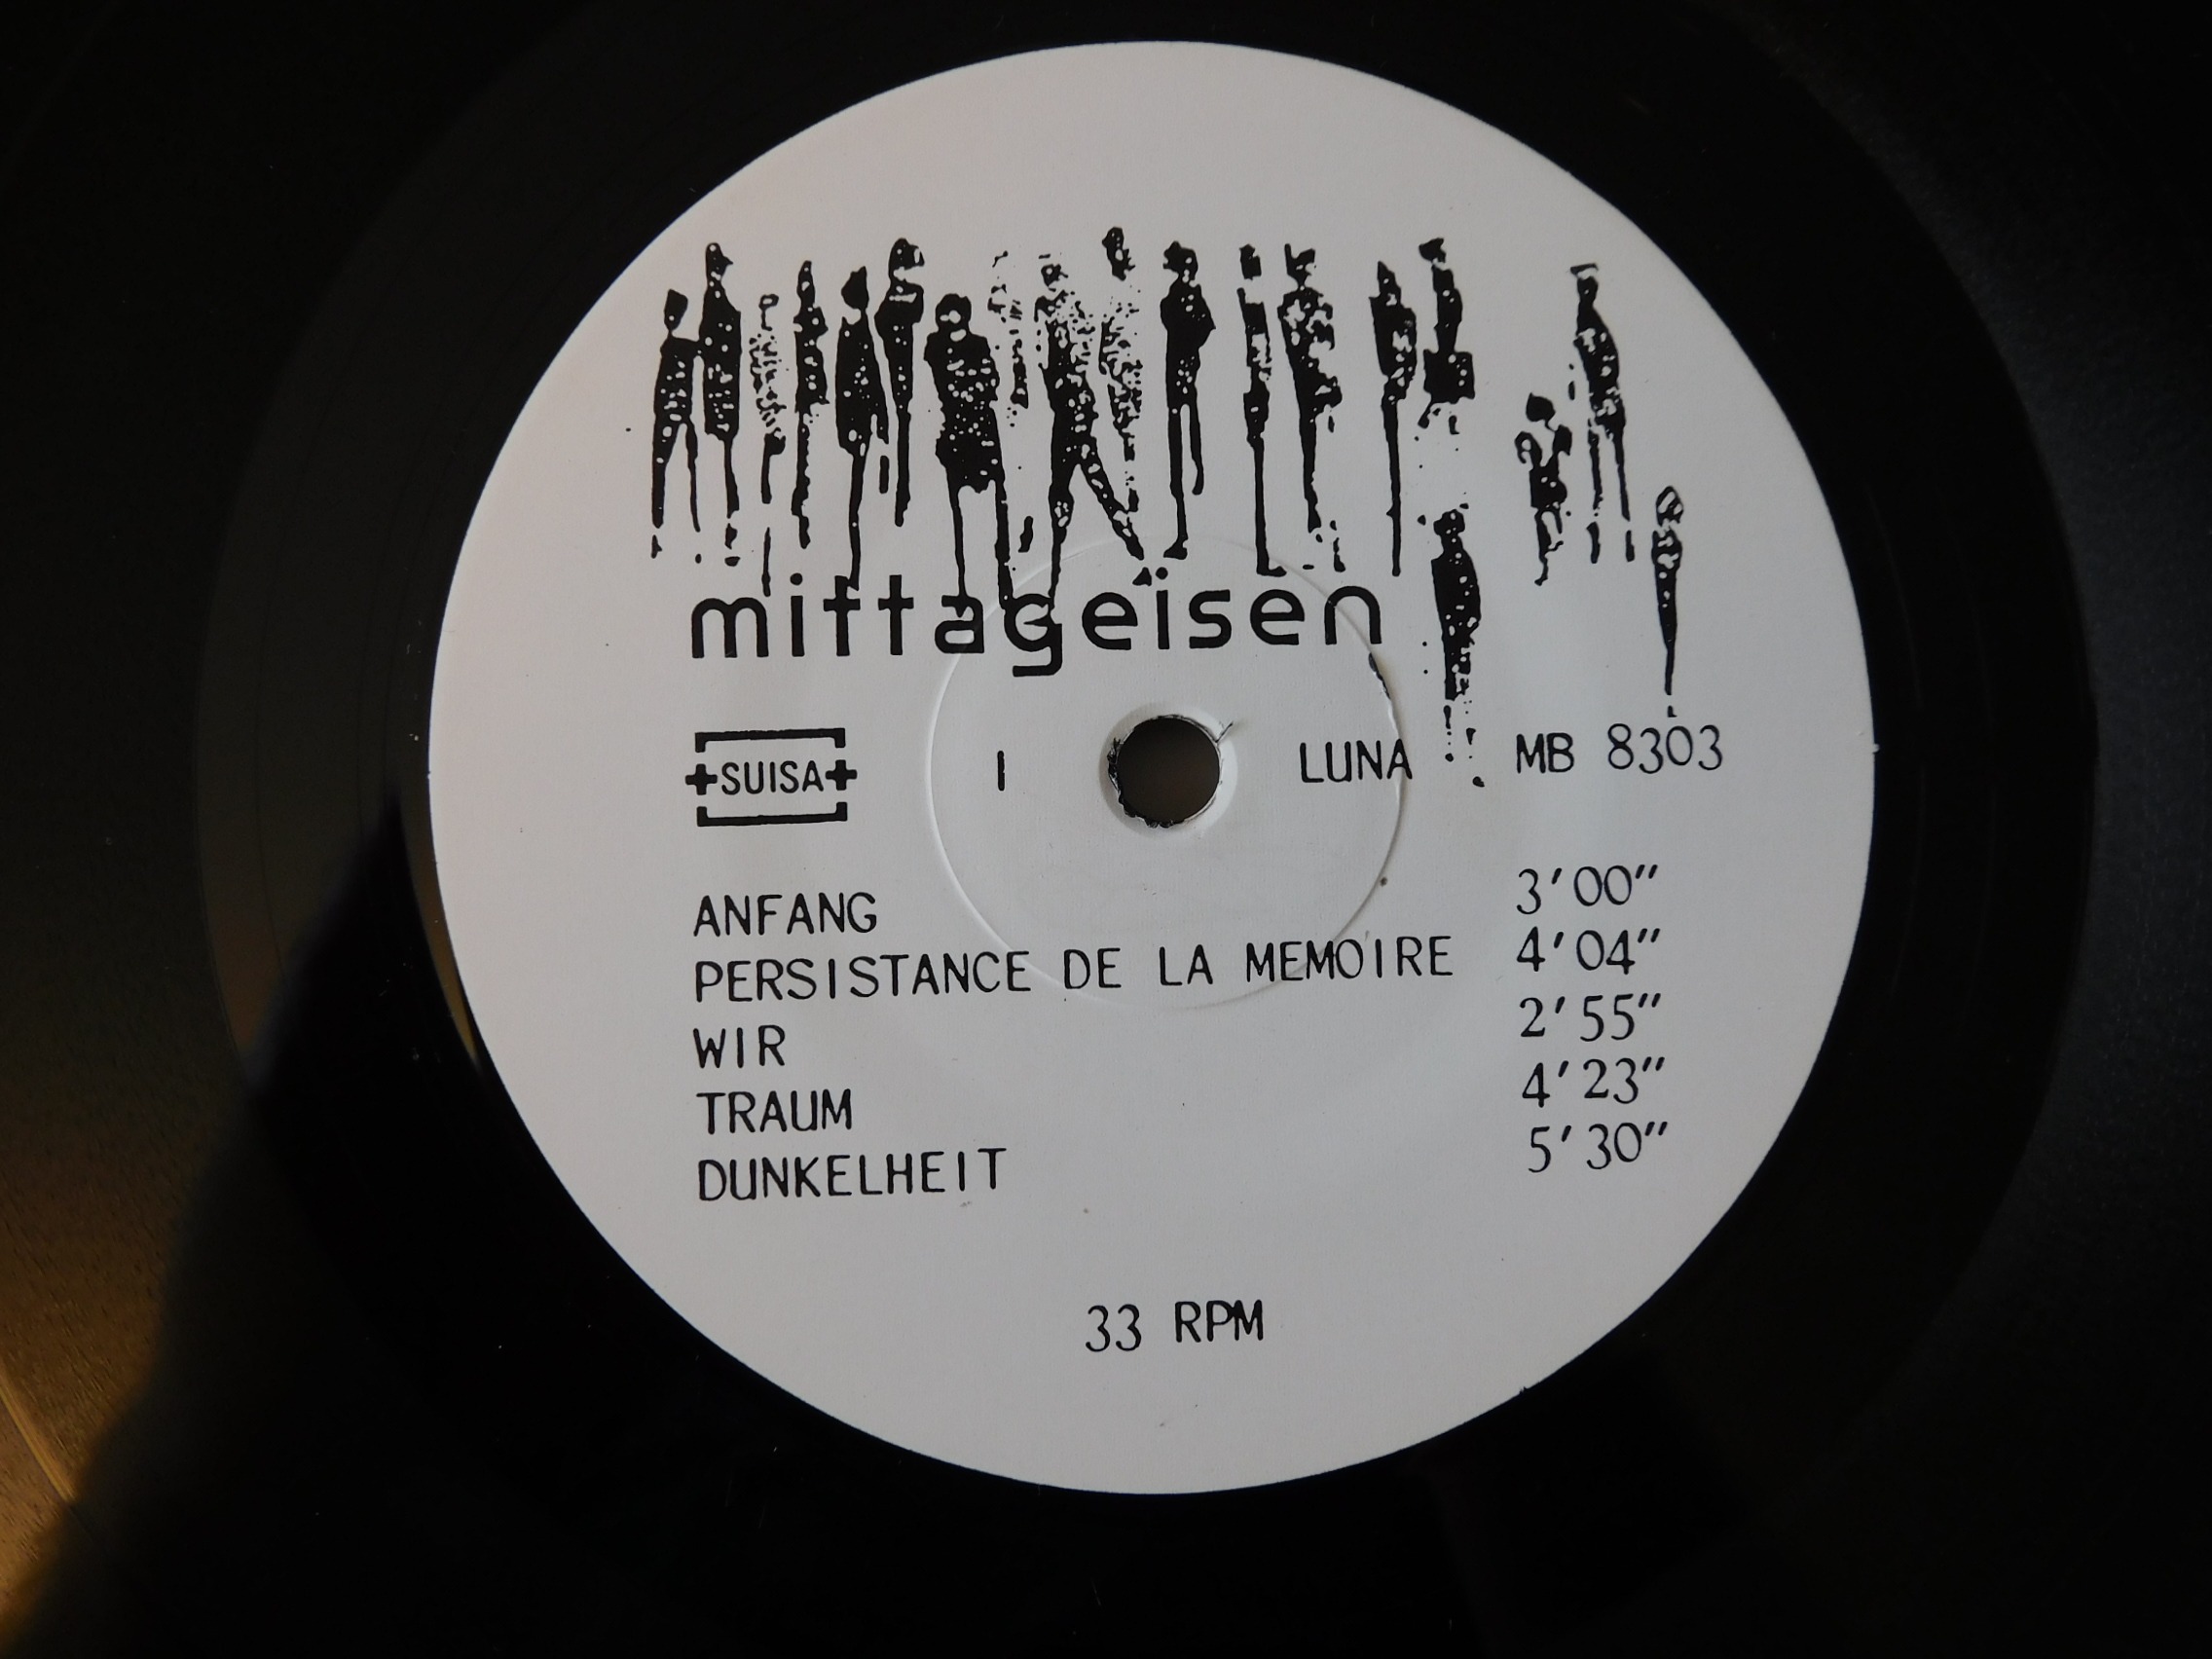 mittageisen
+SUISA+ I LUNA MB 8303
ANFANG 3'00"
PERSISTANCE DE LA MEMOIRE 4'04"
WIR 2'55"
TRAUM 4'23"
DUNKELHEIT 5'30"
33 RPM